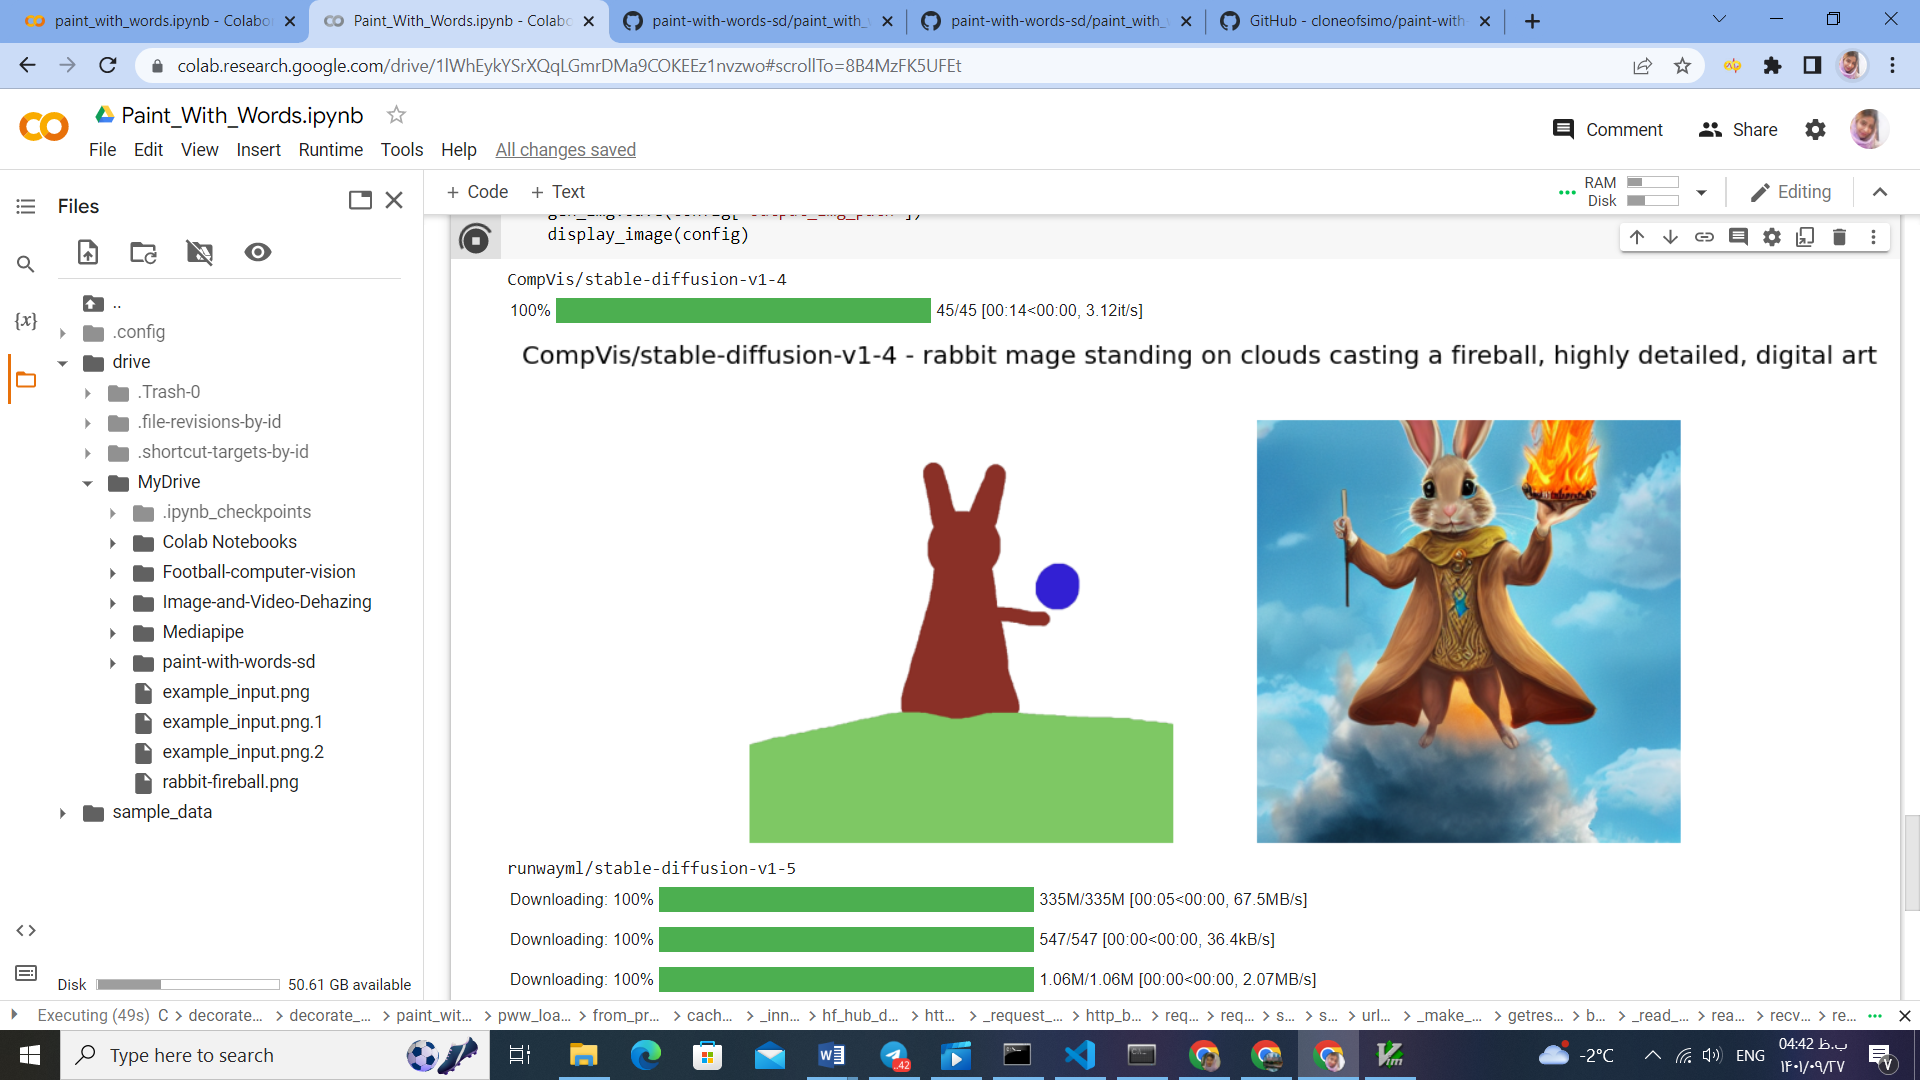 paint_with_words.ipynb - Colabo
Paint_With_Words.ipynb - Colabo
paint-with-words-sd/paint_with_
paint-with-words-sd/paint_with_
GitHub - cloneofsimo/paint-with
colab.research.google.com/drive/1lWhEykYSrXQqLGmrDMa9COKEEz1nvzwo#scrollTo=8B4MzFK5UFEt
Paint_With_Words.ipynb
Comment
Share
File Edit View Insert Runtime Tools Help All changes saved
Files
+ Code + Text
RAM
Disk
Editing
display_image(config)
..
.config
drive
.Trash-0
.file-revisions-by-id
.shortcut-targets-by-id
MyDrive
.ipynb_checkpoints
Colab Notebooks
Football-computer-vision
Image-and-Video-Dehazing
Mediapipe
paint-with-words-sd
example_input.png
example_input.png.1
example_input.png.2
rabbit-fireball.png
sample_data
Disk 50.61 GB available
CompVis/stable-diffusion-v1-4
100% 45/45 [00:14<00:00, 3.12it/s]
CompVis/stable-diffusion-v1-4 - rabbit mage standing on clouds casting a fireball, highly detailed, digital art
runwayml/stable-diffusion-v1-5
Downloading: 100% 335M/335M [00:05<00:00, 67.5MB/s]
Downloading: 100% 547/547 [00:00<00:00, 36.4kB/s]
Downloading: 100% 1.06M/1.06M [00:00<00:00, 2.07MB/s]
Executing (49s) C > decorate... > decorate_... > paint_wit... > pww_loa... > from_pr... > cach... > _inn... > hf_hub_d... > htt... > _request_... > http_b... > req... > req... > s... > s... > url... > _make_... > getres... > b... > _read_... > rea... > recv... > re...
Type here to search
-2°C
ENG
04:42 ب.ظ
۱۴۰۱/۰۹/۲۷